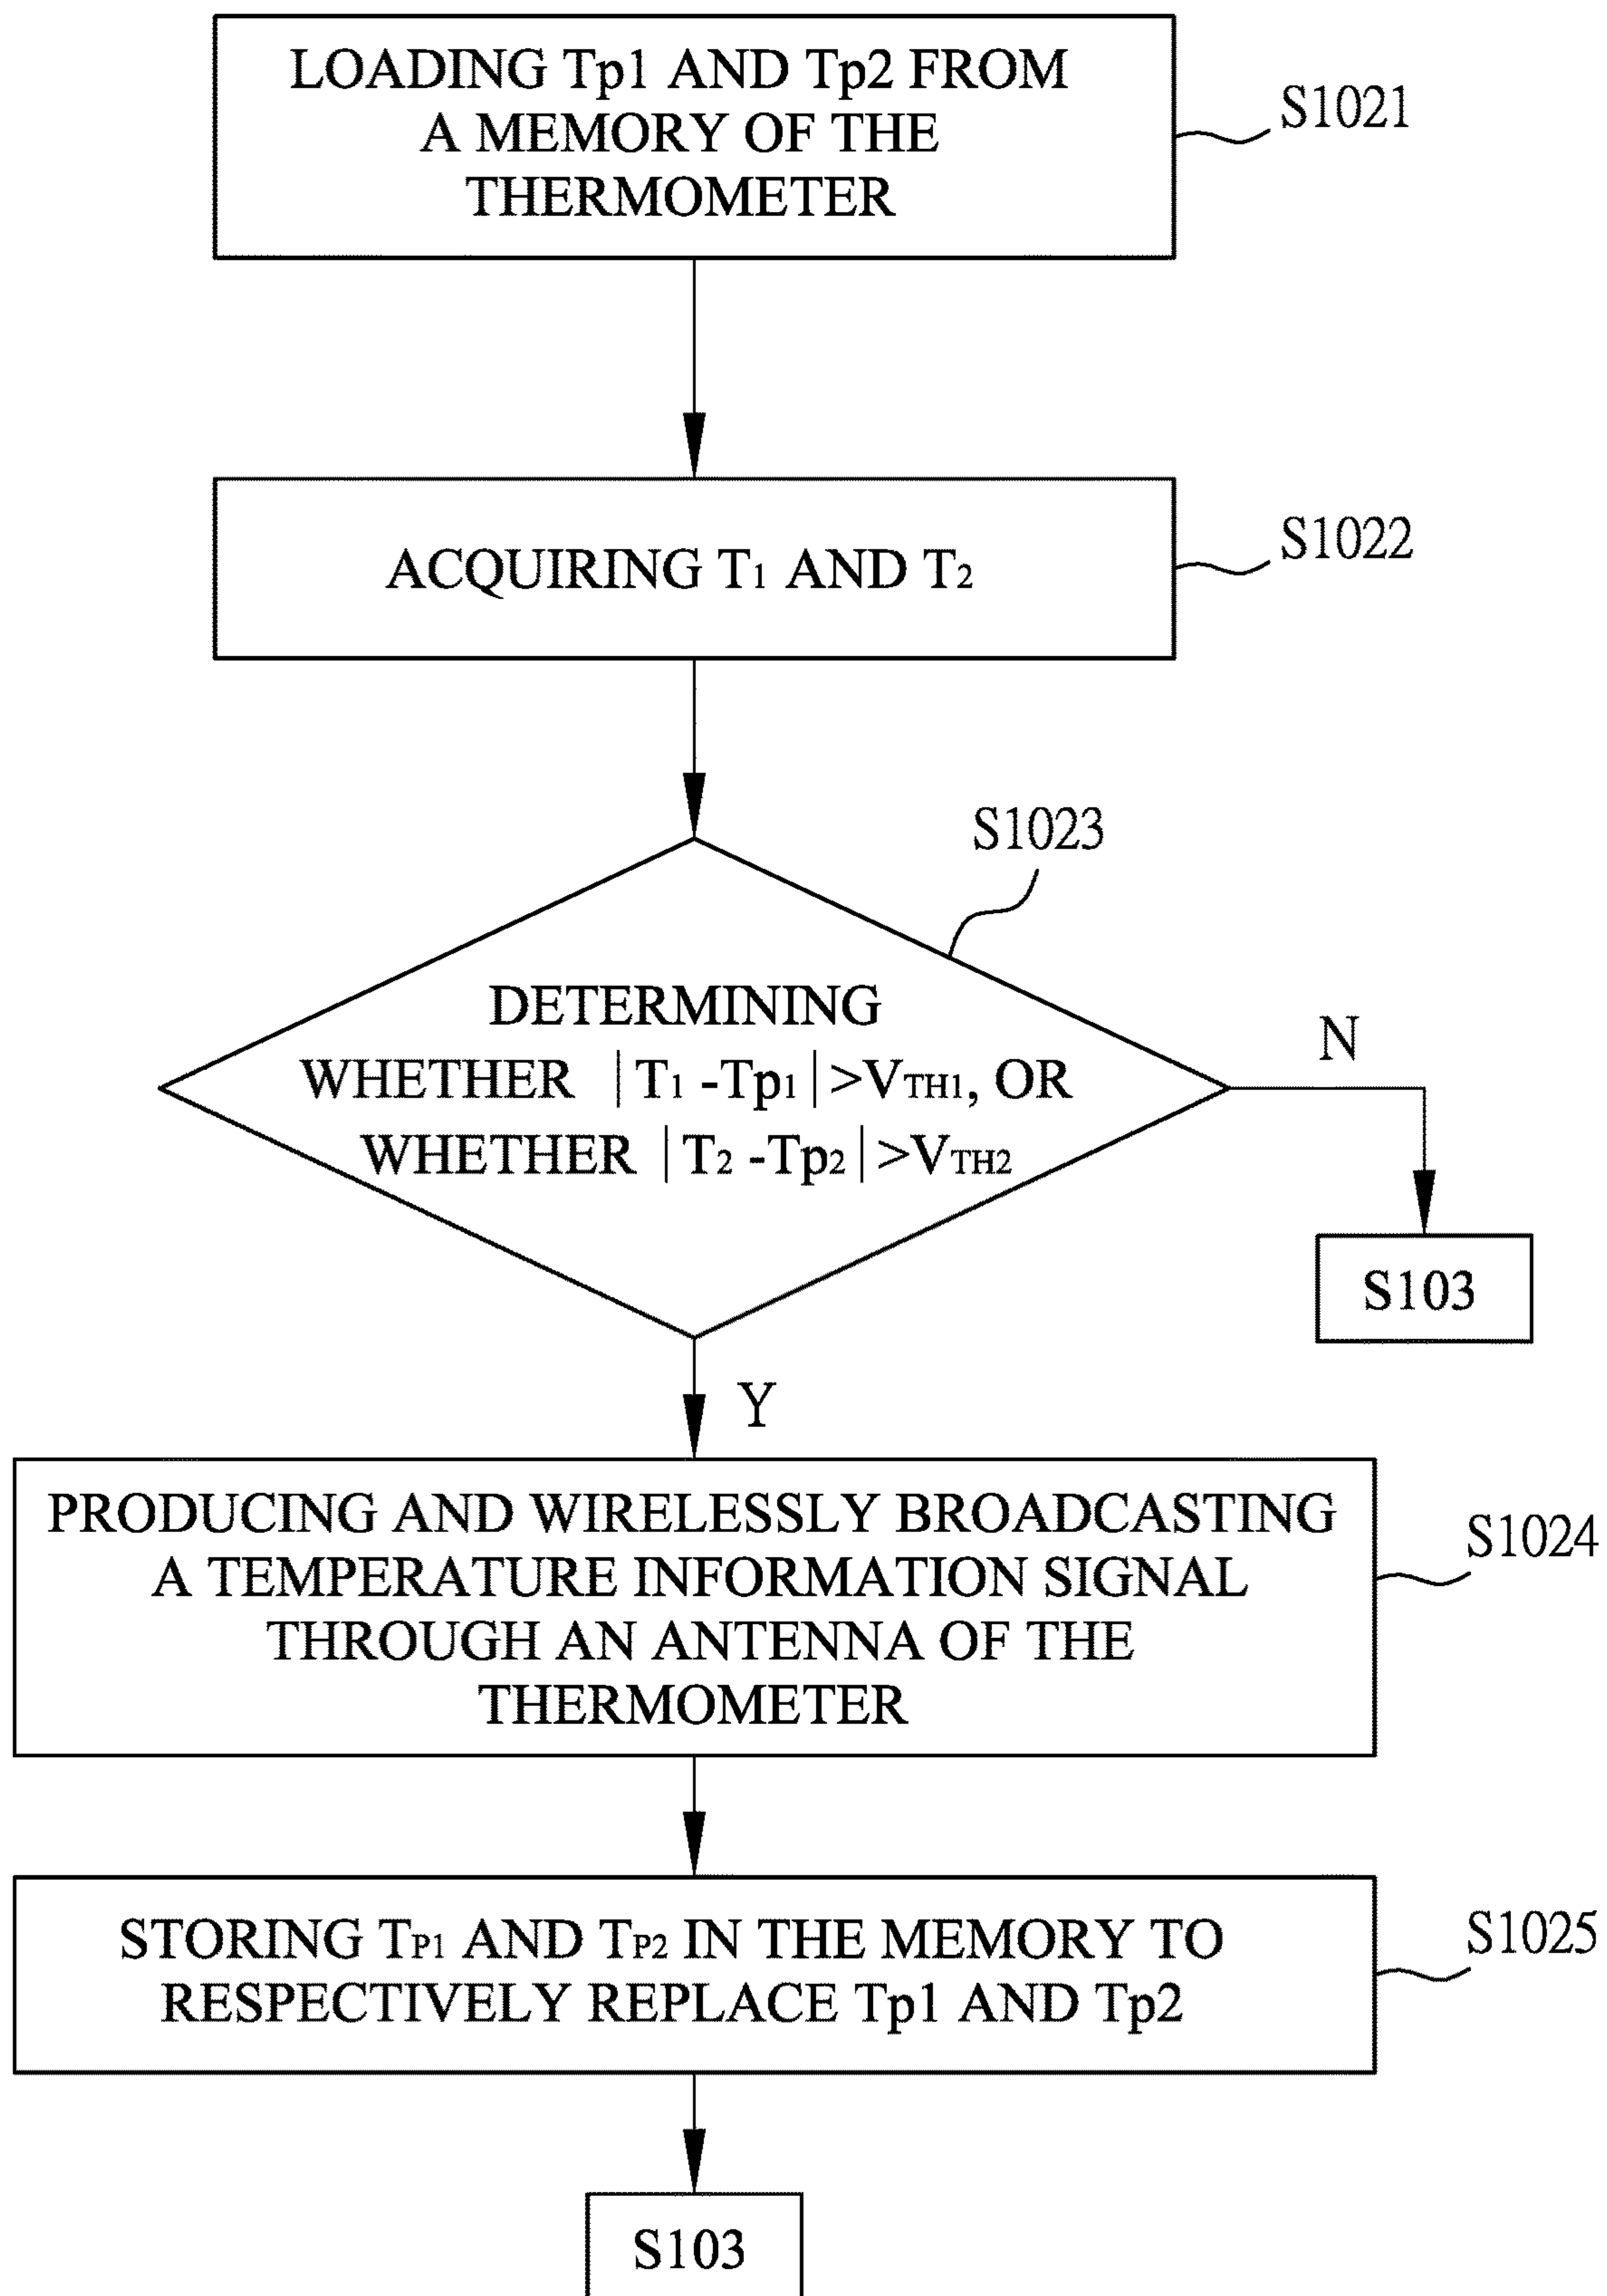 LOADING Tp1 AND Tp2 FROM
A MEMORY OF THE
THERMOMETER
S1021
ACQUIRING T₁ AND T₂
S1022
S1023
DETERMINING
WHETHER |T₁ -Tp₁|>VTH1, OR
WHETHER |T₂ -Tp₂|>VTH2
N
S103
Y
PRODUCING AND WIRELESSLY BROADCASTING
A TEMPERATURE INFORMATION SIGNAL
THROUGH AN ANTENNA OF THE
THERMOMETER
S1024
STORING TP1 AND TP2 IN THE MEMORY TO
RESPECTIVELY REPLACE Tp1 AND Tp2
S1025
S103